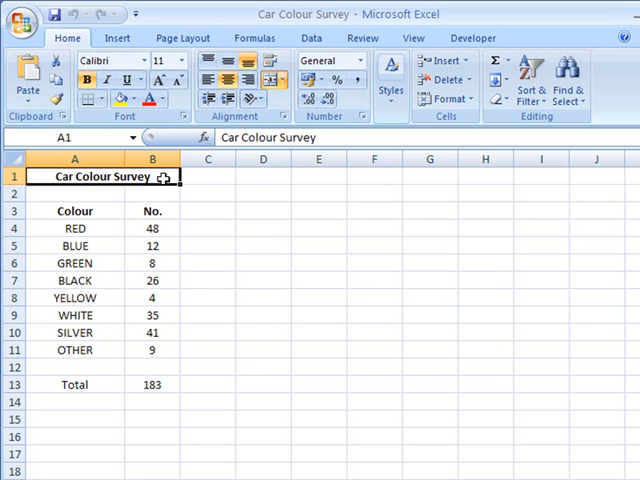 Car Colour Survey - Microsoft Excel
Home Insert Page Layout Formulas Data Review View Developer
Paste
Clipboard
Calibri 11
B I U
A
Font
Alignment
General
% ,
Number
Styles
Insert
Delete
Format
Cells
Σ
Sort & Filter
Find & Select
Editing
A1 fx Car Colour Survey
A B C D E F G H I J
1 Car Colour Survey
2
3 Colour No.
4 RED 48
5 BLUE 12
6 GREEN 8
7 BLACK 26
8 YELLOW 4
9 WHITE 35
10 SILVER 41
11 OTHER 9
12
13 Total 183
14
15
16
17
18